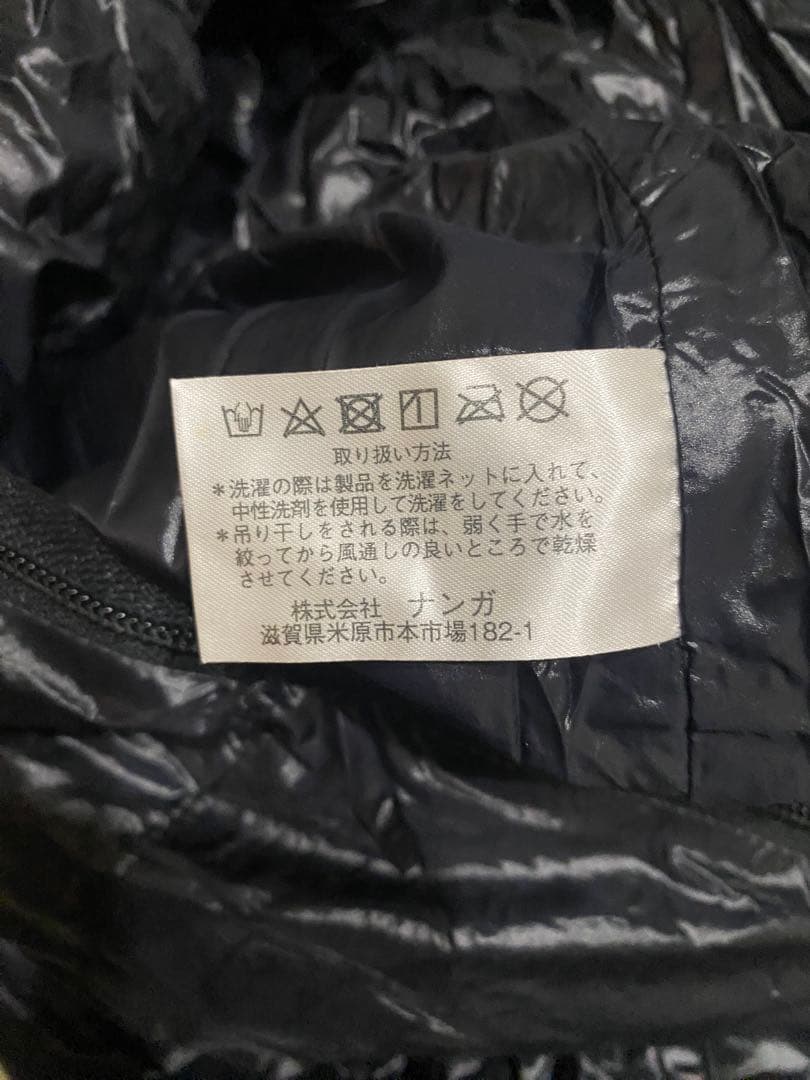 取り扱い方法
＊洗濯の際は製品を洗濯ネットに入れて、
中性洗剤を使用して洗濯をしてください。
＊吊り干しをされる際は、弱く手で水を
絞ってから風通しの良いところで乾燥
させてください。
株式会社 ナンガ
滋賀県米原市本市場182-1